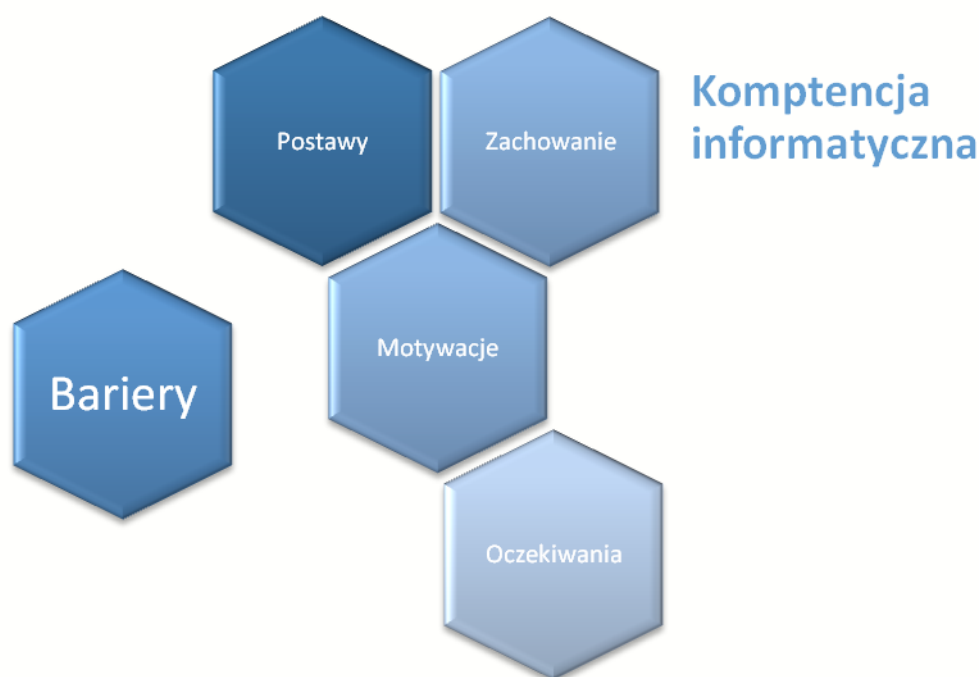 Postawy
Zachowanie
Komptencja
informatyczna
Motywacje
Bariery
Oczekiwania